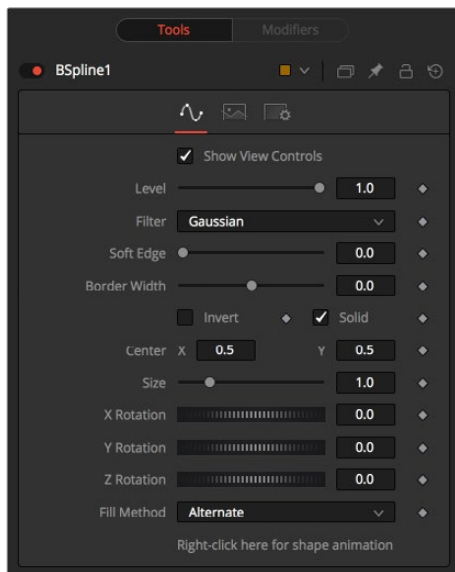 Tools Modifiers
BSpline1
Show View Controls
Level 1.0
Filter Gaussian
Soft Edge 0.0
Border Width 0.0
Invert Solid
Center X 0.5 Y 0.5
Size 1.0
X Rotation 0.0
Y Rotation 0.0
Z Rotation 0.0
Fill Method Alternate
Right-click here for shape animation